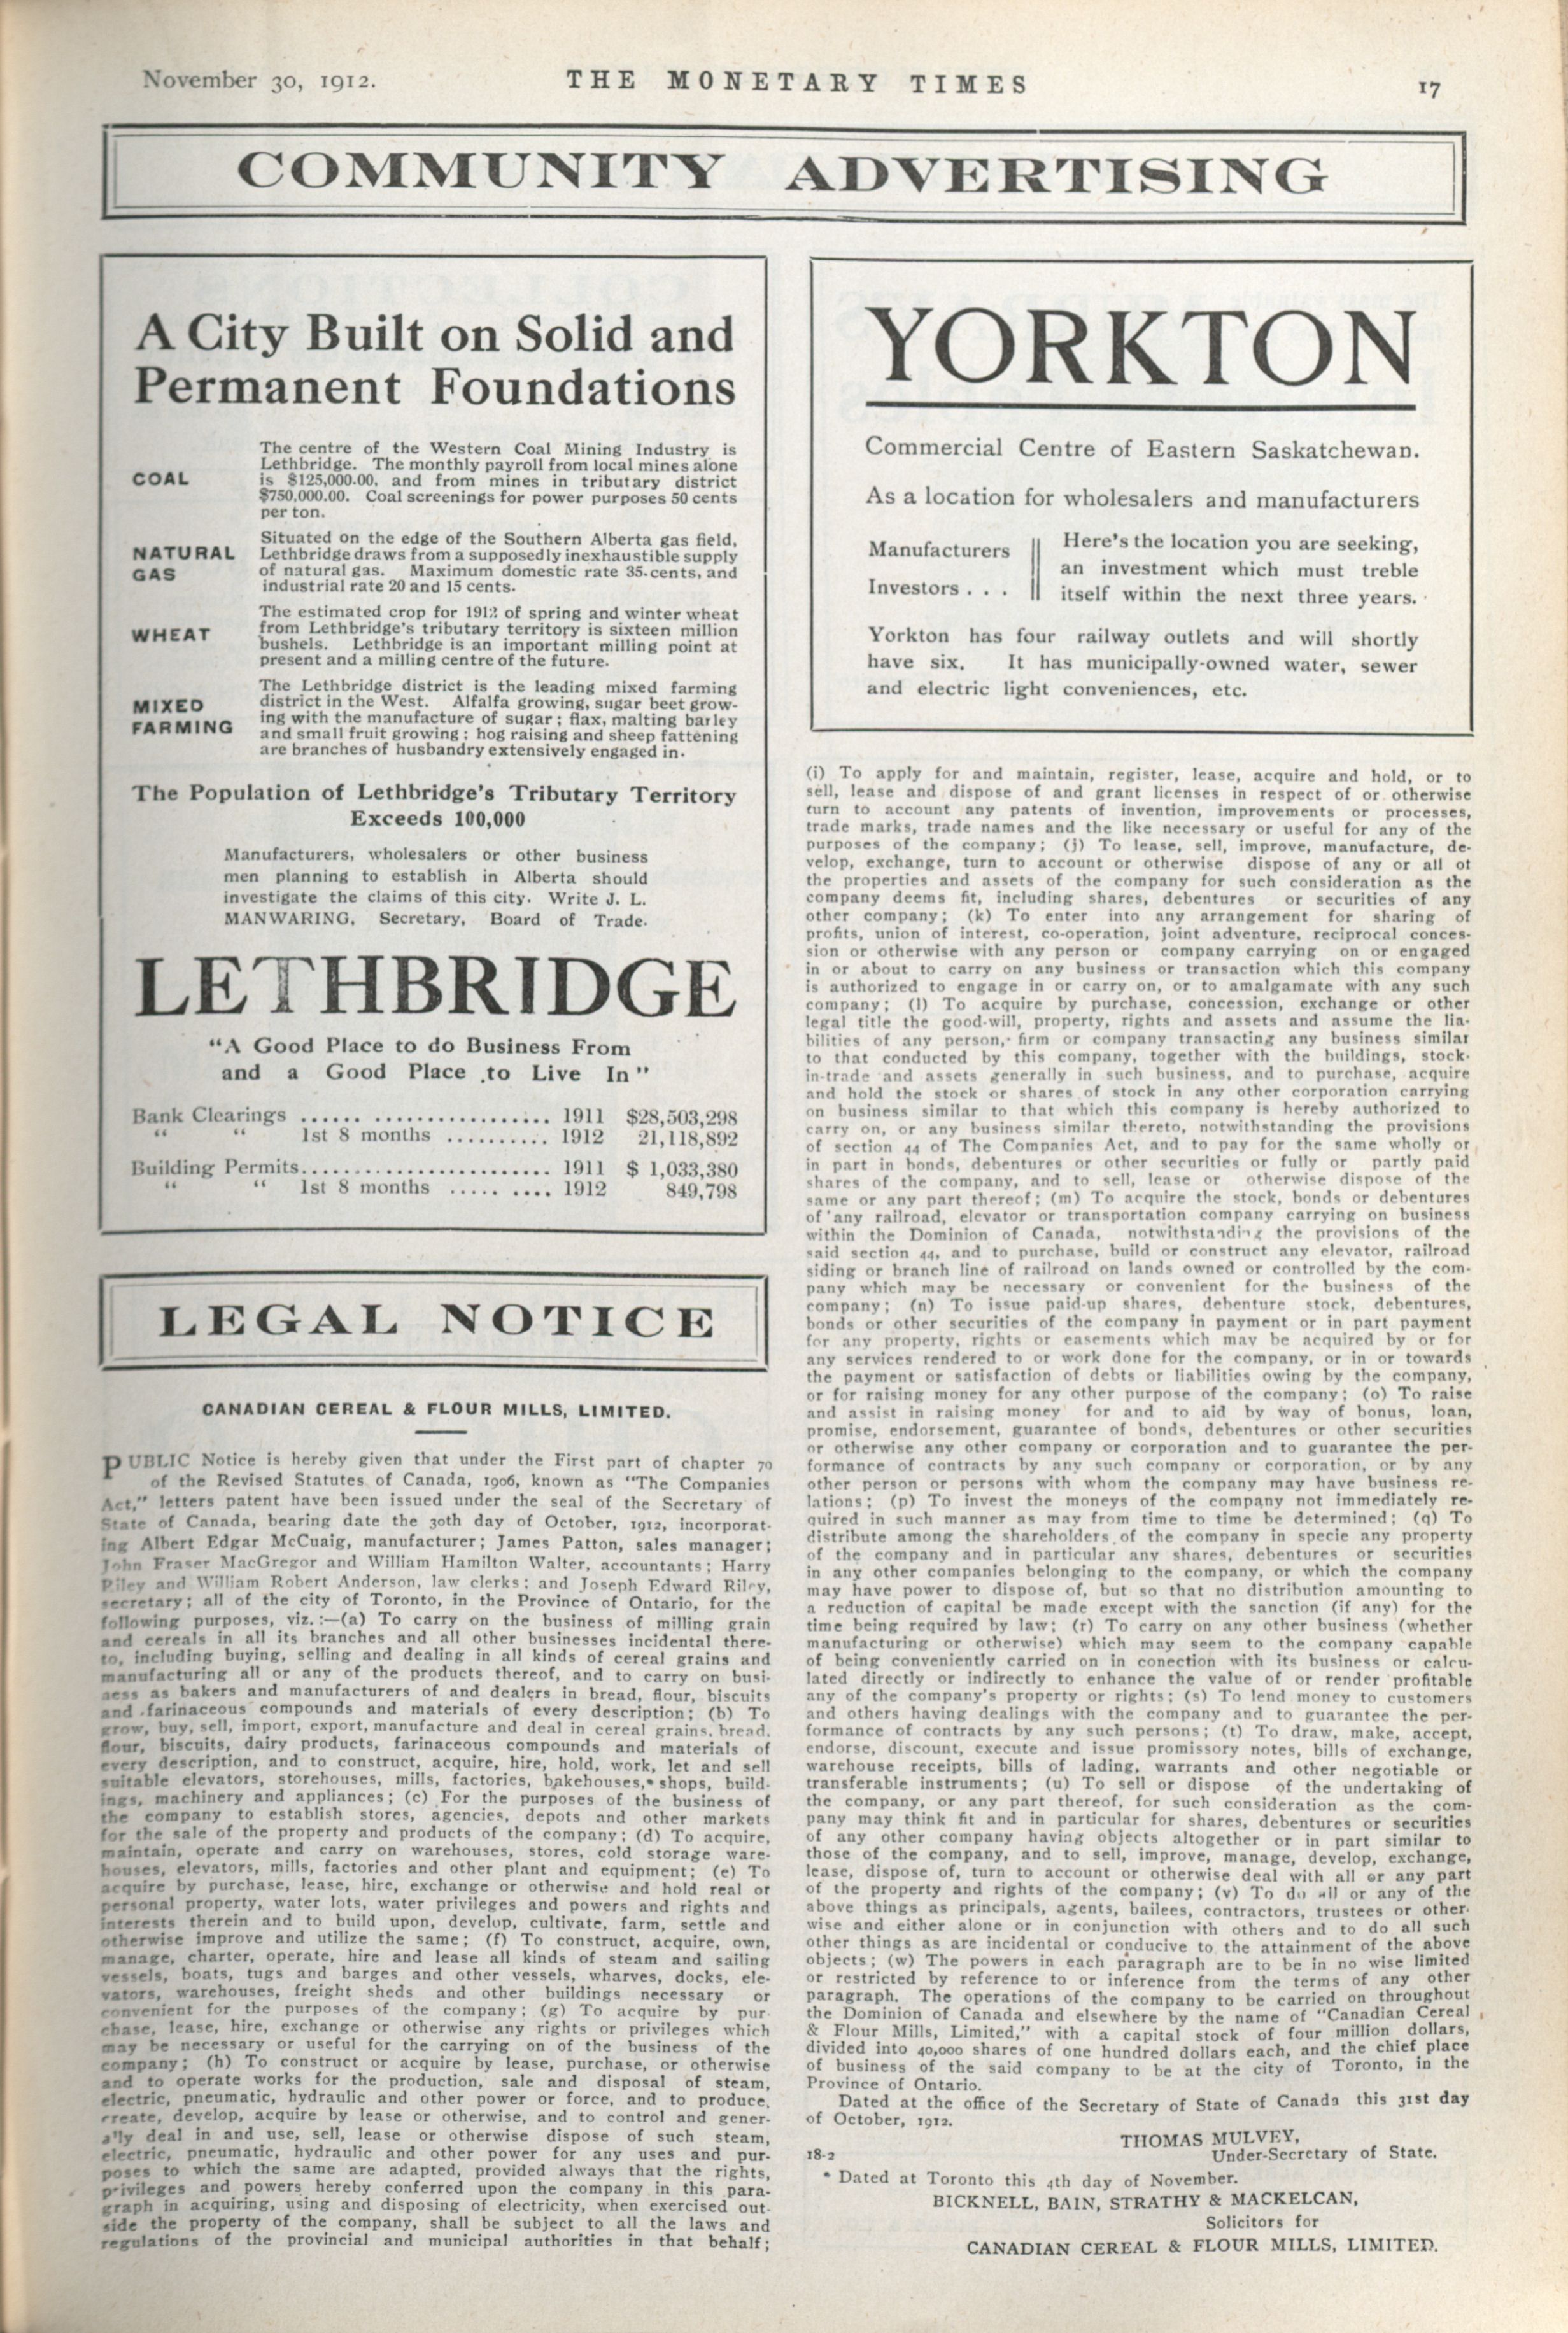 November 30, 1912.
THE MONETARY TIMES
17
COMMUNITY ADVERTISING
A City Built on Solid and
Permanent Foundations
COAL
The centre of the Western Coal Mining Industry is
Lethbridge. The monthly payroll from local mines alone
is $125,000.00, and from mines in tributary district
$750,000.00. Coal screenings for power purposes 50 cents
per ton.
NATURAL
GAS
Situated on the edge of the Southern Alberta gas field,
Lethbridge draws from a supposedly inexhaustible supply
of natural gas. Maximum domestic rate 35 cents, and
industrial rate 20 and 15 cents.
WHEAT
The estimated crop for 1912 of spring and winter wheat
from Lethbridge's tributary territory is sixteen million
bushels. Lethbridge is an important milling point at
present and a milling centre of the future.
MIXED
FARMING
The Lethbridge district is the leading mixed farming
district in the West. Alfalfa growing, sugar beet grow-
ing with the manufacture of sugar; flax, malting barley
and small fruit growing; hog raising and sheep fattening
are branches of husbandry extensively engaged in.
The Population of Lethbridge's Tributary Territory
Exceeds 100,000
Manufacturers, wholesalers or other business
men planning to establish in Alberta should
investigate the claims of this city. Write J. L.
MANWARING, Secretary, Board of Trade.
LETHBRIDGE
"A Good Place to do Business From
and a Good Place to Live In"
Bank Clearings ...... ................. 1911 $28,503,298
" " 1st 8 months .......... 1912 21,118,892
Building Permits........................ 1911 $ 1,033,380
" " 1st 8 months ..... .... 1912 849,798
LEGAL NOTICE
CANADIAN CEREAL & FLOUR MILLS, LIMITED.
PUBLIC Notice is hereby given that under the First part of chapter 79
of the Revised Statutes of Canada, 1906, known as "The Companies
Act," letters patent have been issued under the seal of the Secretary of
State of Canada, bearing date the 30th day of October, 1912, incorporat-
ing Albert Edgar McCuaig, manufacturer; James Patton, sales manager;
John Fraser MacGregor and William Hamilton Walter, accountants; Harry
Riley and William Robert Anderson, law clerks; and Joseph Edward Riley,
secretary; all of the city of Toronto, in the Province of Ontario, for the
following purposes, viz.:—(a) To carry on the business of milling grain
and cereals in all its branches and all other businesses incidental there-
to, including buying, selling and dealing in all kinds of cereal grains and
manufacturing all or any of the products thereof, and to carry on busi-
ness as bakers and manufacturers of and dealers in bread, flour, biscuits
and farinaceous compounds and materials of every description; (b) To
grow, buy, sell, import, export, manufacture and deal in cereal grains, bread,
flour, biscuits, dairy products, farinaceous compounds and materials of
every description, and to construct, acquire, hire, hold, work, let and sell
suitable elevators, storehouses, mills, factories, bakehouses, shops, build-
ings, machinery and appliances; (c) For the purposes of the business of
the company to establish stores, agencies, depots and other markets
for the sale of the property and products of the company; (d) To acquire,
maintain, operate and carry on warehouses, stores, cold storage ware-
houses, elevators, mills, factories and other plant and equipment; (e) To
acquire by purchase, lease, hire, exchange or otherwise and hold real or
personal property, water lots, water privileges and powers and rights and
interests therein and to build upon, develop, cultivate, farm, settle and
otherwise improve and utilize the same; (f) To construct, acquire, own,
manage, charter, operate, hire and lease all kinds of steam and sailing
vessels, boats, tugs and barges and other vessels, wharves, docks, ele-
vators, warehouses, freight sheds and other buildings necessary or
convenient for the purposes of the company; (g) To acquire by pur-
chase, lease, hire, exchange or otherwise any rights or privileges which
may be necessary or useful for the carrying on of the business of the
company; (h) To construct or acquire by lease, purchase, or otherwise
and to operate works for the production, sale and disposal of steam,
electric, pneumatic, hydraulic and other power or force, and to produce,
create, develop, acquire by lease or otherwise, and to control and gener-
ally deal in and use, sell, lease or otherwise dispose of such steam,
electric, pneumatic, hydraulic and other power for any uses and pur-
poses to which the same are adapted, provided always that the rights,
privileges and powers hereby conferred upon the company in this para-
graph in acquiring, using and disposing of electricity, when exercised out-
side the property of the company, shall be subject to all the laws and
regulations of the provincial and municipal authorities in that behalf;
YORKTON
Commercial Centre of Eastern Saskatchewan.
As a location for wholesalers and manufacturers
Manufacturers
Investors . . .
Here's the location you are seeking,
an investment which must treble
itself within the next three years.
Yorkton has four railway outlets and will shortly
have six. It has municipally-owned water, sewer
and electric light conveniences, etc.
(i) To apply for and maintain, register, lease, acquire and hold, or to
sell, lease and dispose of and grant licenses in respect of or otherwise
turn to account any patents of invention, improvements or processes,
trade marks, trade names and the like necessary or useful for any of the
purposes of the company; (j) To lease, sell, improve, manufacture, de-
velop, exchange, turn to account or otherwise dispose of any or all of
the properties and assets of the company for such consideration as the
company deems fit, including shares, debentures or securities of any
other company; (k) To enter into any arrangement for sharing of
profits, union of interest, co-operation, joint adventure, reciprocal conces-
sion or otherwise with any person or company carrying on or engaged
in or about to carry on any business or transaction which this company
is authorized to engage in or carry on, or to amalgamate with any such
company; (l) To acquire by purchase, concession, exchange or other
legal title the good-will, property, rights and assets and assume the lia-
bilities of any person, firm or company transacting any business similar
to that conducted by this company, together with the buildings, stock-
in-trade and assets generally in such business, and to purchase, acquire
and hold the stock or shares of stock in any other corporation carrying
on business similar to that which this company is hereby authorized to
carry on, or any business similar thereto, notwithstanding the provisions
of section 44 of The Companies Act, and to pay for the same wholly or
in part in bonds, debentures or other securities or fully or partly paid
shares of the company, and to sell, lease or otherwise dispose of the
same or any part thereof; (m) To acquire the stock, bonds or debentures
of any railroad, elevator or transportation company carrying on business
within the Dominion of Canada, notwithstanding the provisions of the
said section 44, and to purchase, build or construct any elevator, railroad
siding or branch line of railroad on lands owned or controlled by the com-
pany which may be necessary or convenient for the business of the
company; (n) To issue paid-up shares, debenture stock, debentures,
bonds or other securities of the company in payment or in part payment
for any property, rights or easements which may be acquired by or for
any services rendered to or work done for the company, or in or towards
the payment or satisfaction of debts or liabilities owing by the company,
or for raising money for any other purpose of the company; (o) To raise
and assist in raising money for and to aid by way of bonus, loan,
promise, endorsement, guarantee of bonds, debentures or other securities
or otherwise any other company or corporation and to guarantee the per-
formance of contracts by any such company or corporation, or by any
other person or persons with whom the company may have business re-
lations; (p) To invest the moneys of the company not immediately re-
quired in such manner as may from time to time be determined; (q) To
distribute among the shareholders of the company in specie any property
of the company and in particular any shares, debentures or securities
in any other companies belonging to the company, or which the company
may have power to dispose of, but so that no distribution amounting to
a reduction of capital be made except with the sanction (if any) for the
time being required by law; (r) To carry on any other business (whether
manufacturing or otherwise) which may seem to the company capable
of being conveniently carried on in conection with its business or calcu-
lated directly or indirectly to enhance the value of or render profitable
any of the company's property or rights; (s) To lend money to customers
and others having dealings with the company and to guarantee the per-
formance of contracts by any such persons; (t) To draw, make, accept,
endorse, discount, execute and issue promissory notes, bills of exchange,
warehouse receipts, bills of lading, warrants and other negotiable or
transferable instruments; (u) To sell or dispose of the undertaking of
the company, or any part thereof, for such consideration as the com-
pany may think fit and in particular for shares, debentures or securities
of any other company having objects altogether or in part similar to
those of the company, and to sell, improve, manage, develop, exchange,
lease, dispose of, turn to account or otherwise deal with all or any part
of the property and rights of the company; (v) To do all or any of the
above things as principals, agents, bailees, contractors, trustees or other-
wise and either alone or in conjunction with others and to do all such
other things as are incidental or conducive to the attainment of the above
objects; (w) The powers in each paragraph are to be in no wise limited
or restricted by reference to or inference from the terms of any other
paragraph. The operations of the company to be carried on throughout
the Dominion of Canada and elsewhere by the name of "Canadian Cereal
& Flour Mills, Limited," with a capital stock of four million dollars,
divided into 40,000 shares of one hundred dollars each, and the chief place
of business of the said company to be at the city of Toronto, in the
Province of Ontario.
Dated at the office of the Secretary of State of Canada this 31st day
of October, 1912.
THOMAS MULVEY,
18-2 Under-Secretary of State.
* Dated at Toronto this 4th day of November.
BICKNELL, BAIN, STRATHY & MACKELCAN,
Solicitors for
CANADIAN CEREAL & FLOUR MILLS, LIMITED.